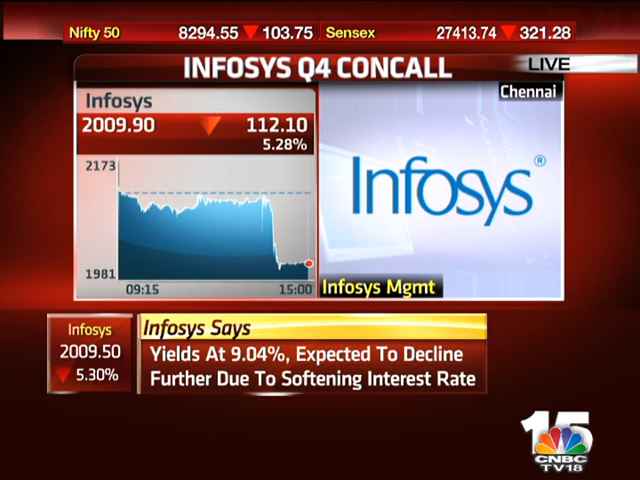 Nifty 50 8294.55 103.75 Sensex 27413.74 321.28
INFOSYS Q4 CONCALL LIVE
Infosys
2009.90 112.10
5.28%
2173
1981
09:15 15:00
Chennai
Infosys®
Infosys Mgmt
Infosys
2009.50
5.30%
Infosys Says
Yields At 9.04%, Expected To Decline
Further Due To Softening Interest Rate
15
CNBC
TV18